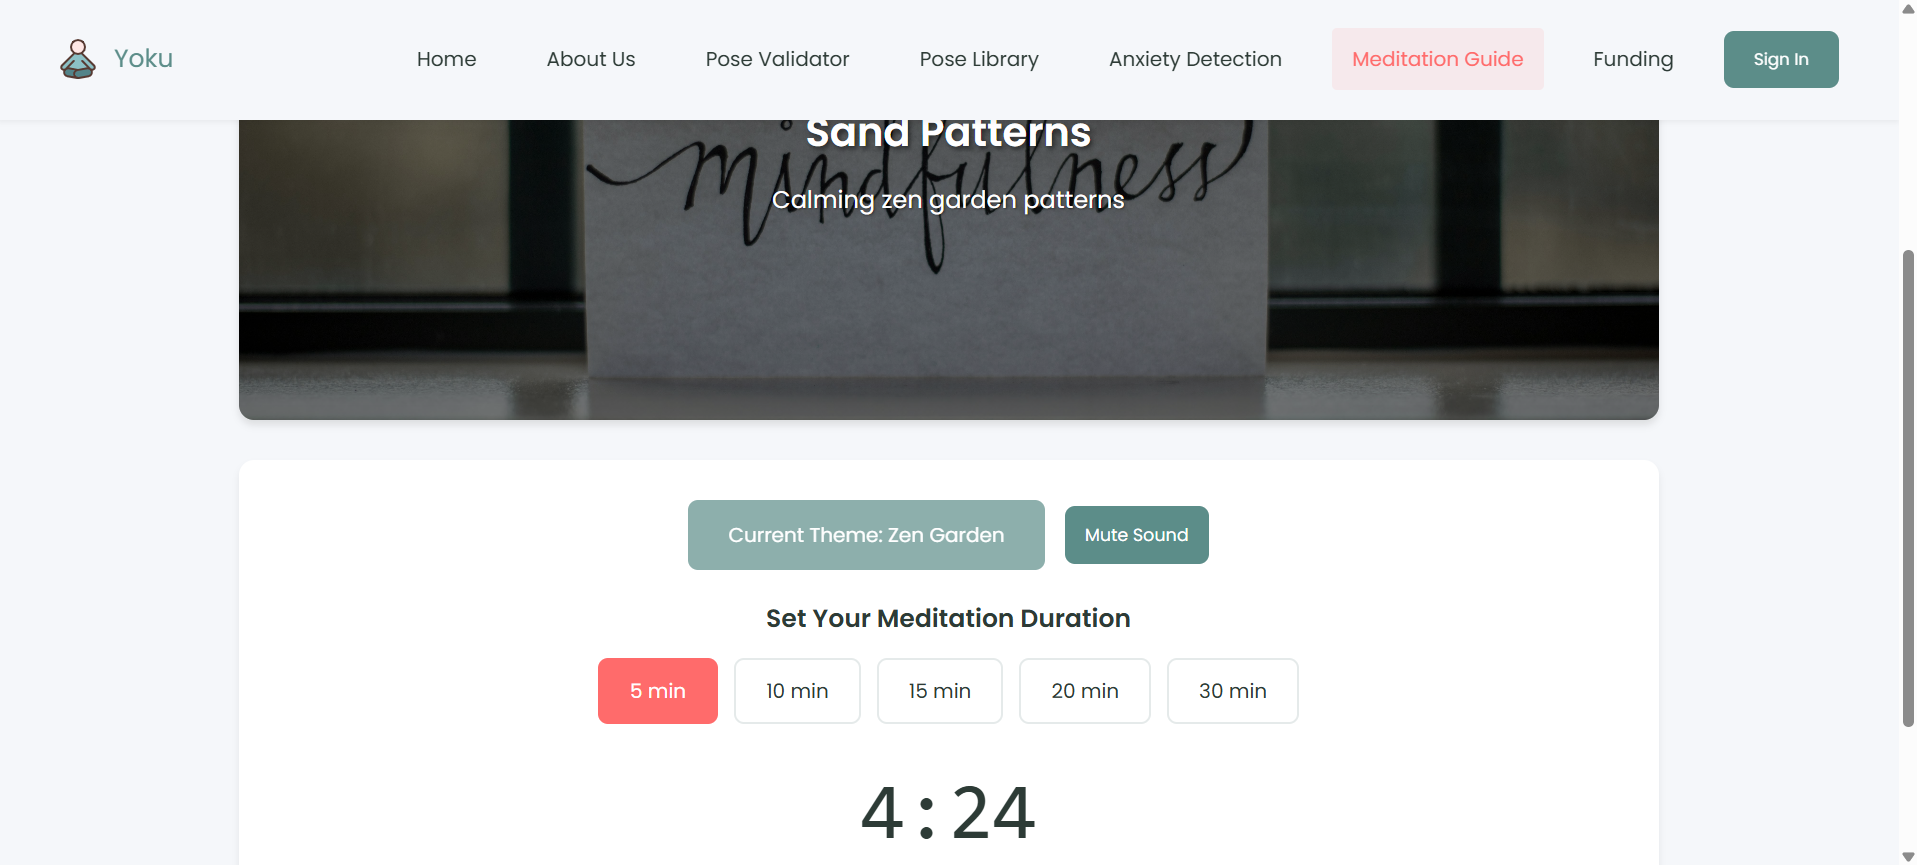 Yoku
Home
About Us
Pose Validator
Pose Library
Anxiety Detection
Meditation Guide
Funding
Sign In
Sand Patterns
mindfulness
Calming zen garden patterns
Current Theme: Zen Garden
Mute Sound
Set Your Meditation Duration
5 min
10 min
15 min
20 min
30 min
4:24